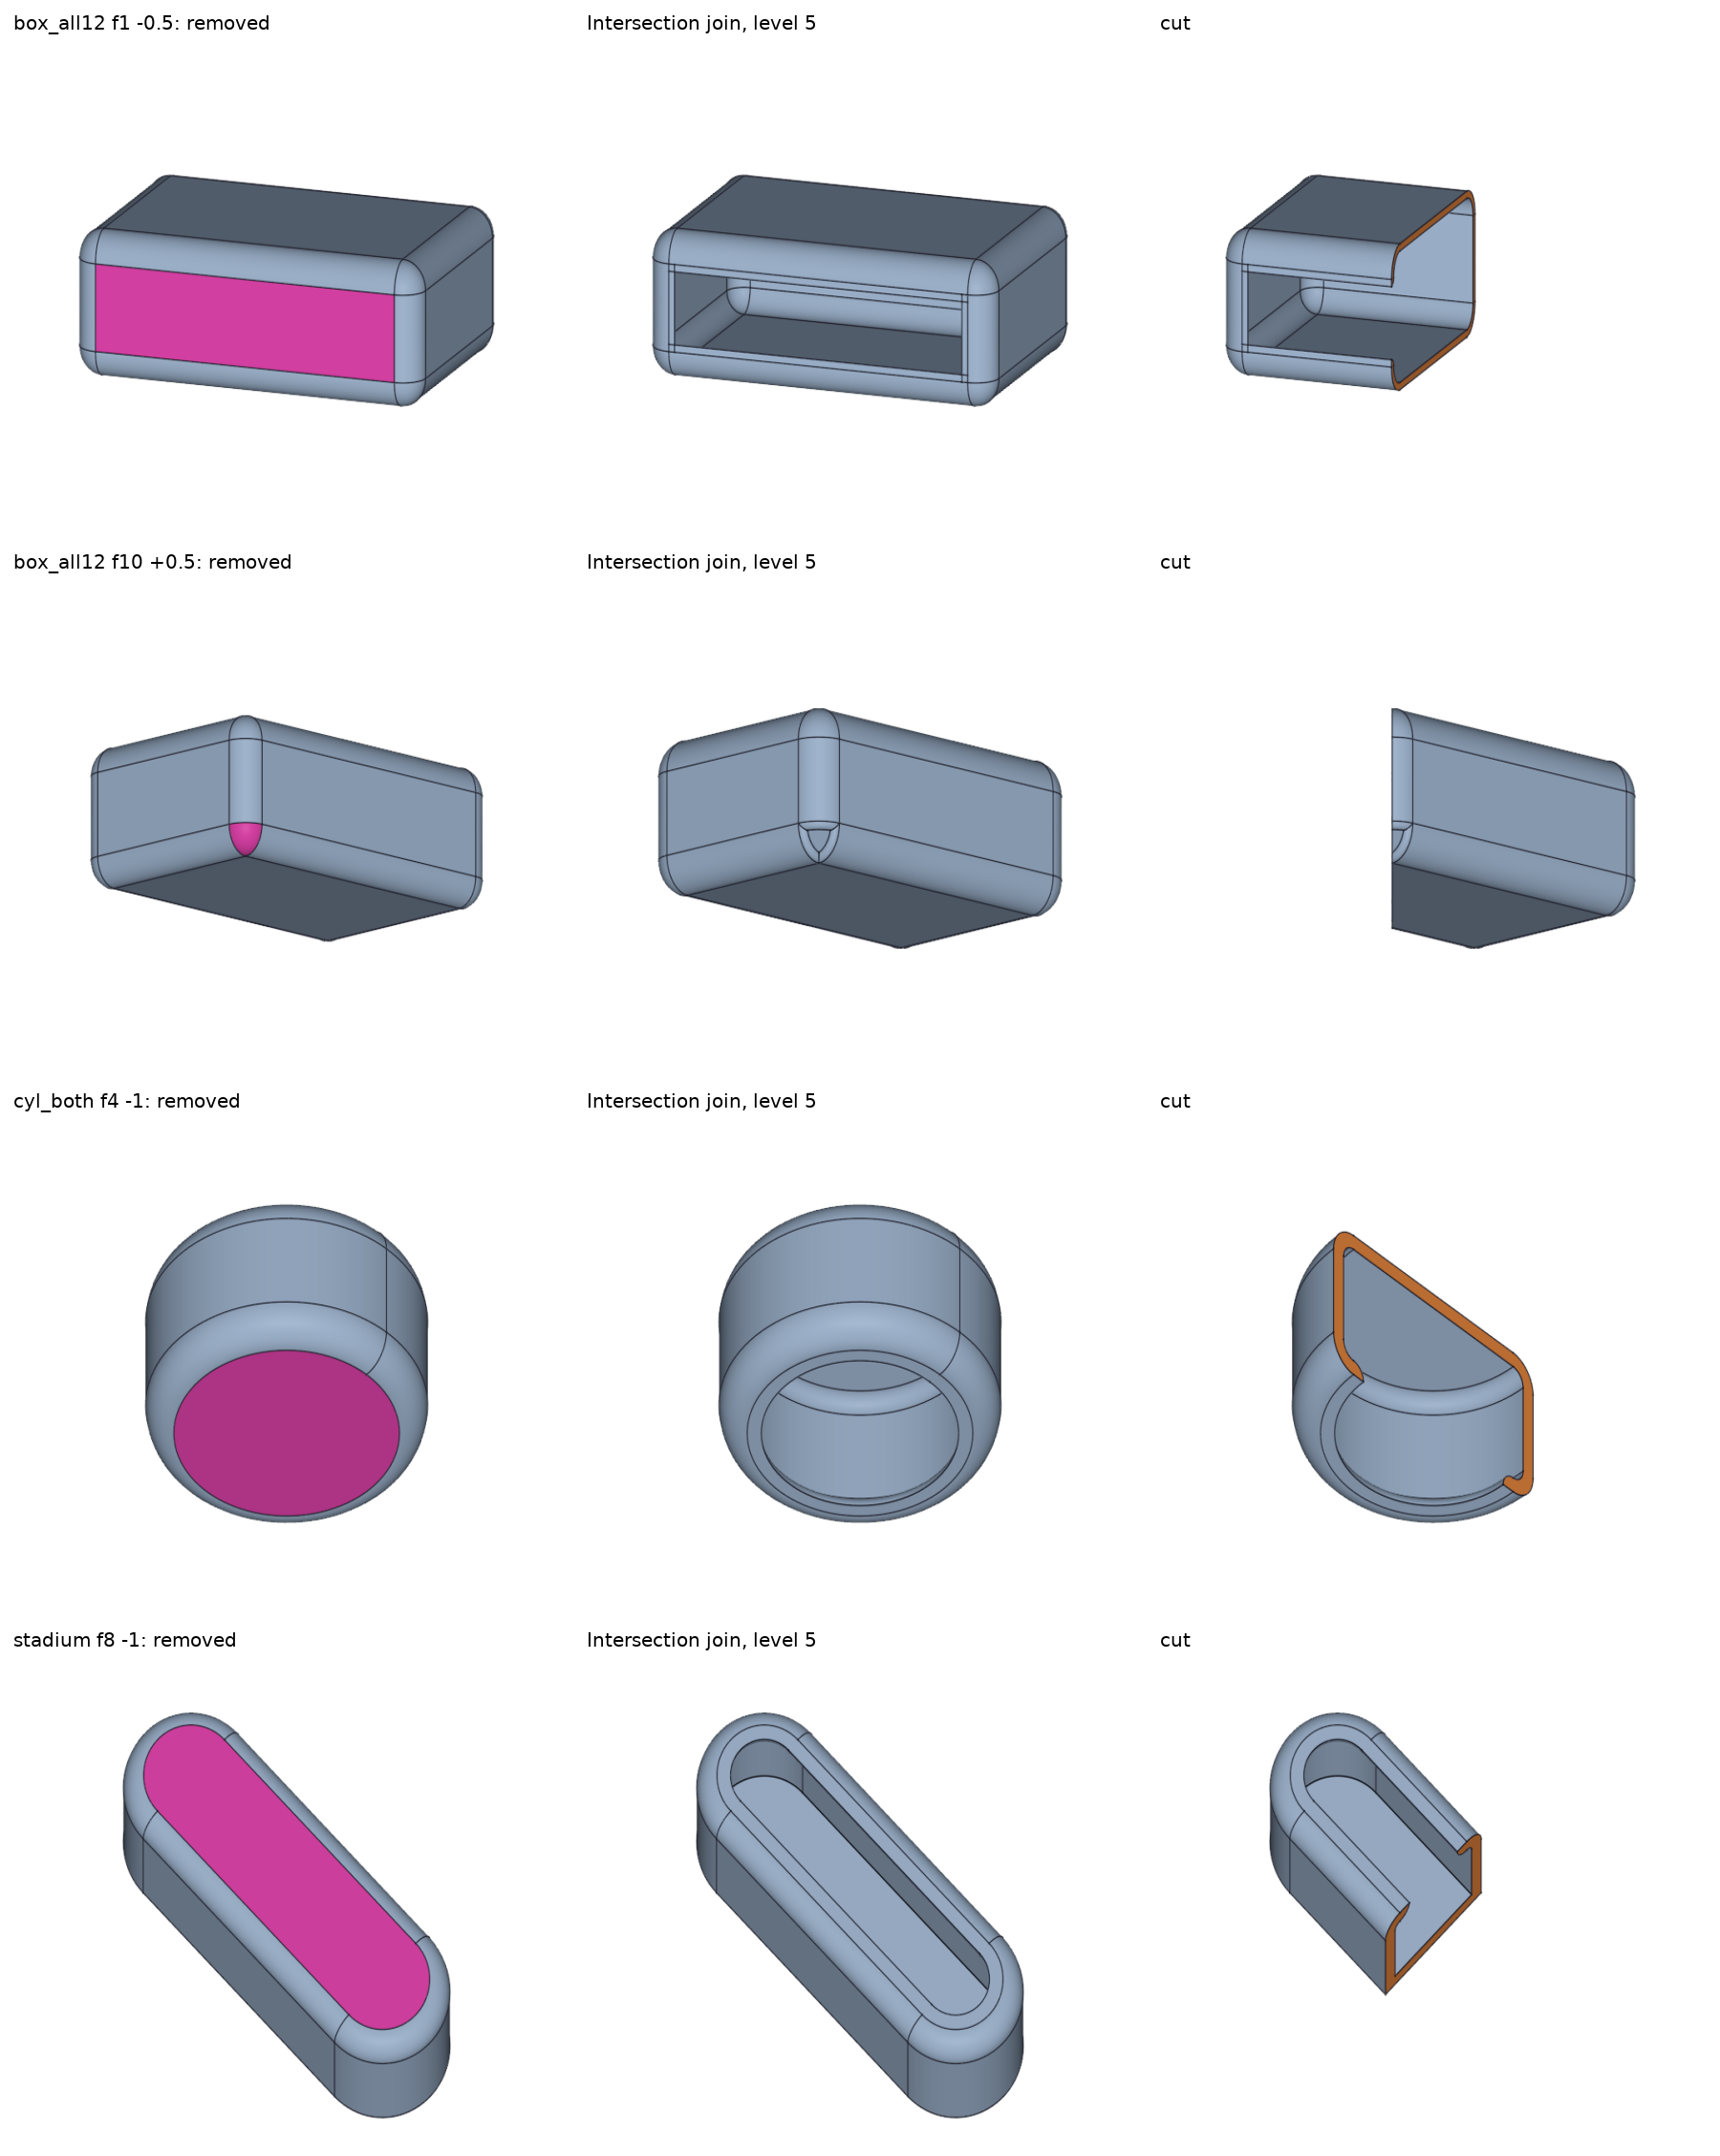 box_all12 f1 -0.5: removed
Intersection join, level 5
cut
box_all12 f10 +0.5: removed
Intersection join, level 5
cut
cyl_both f4 -1: removed
Intersection join, level 5
cut
stadium f8 -1: removed
Intersection join, level 5
cut